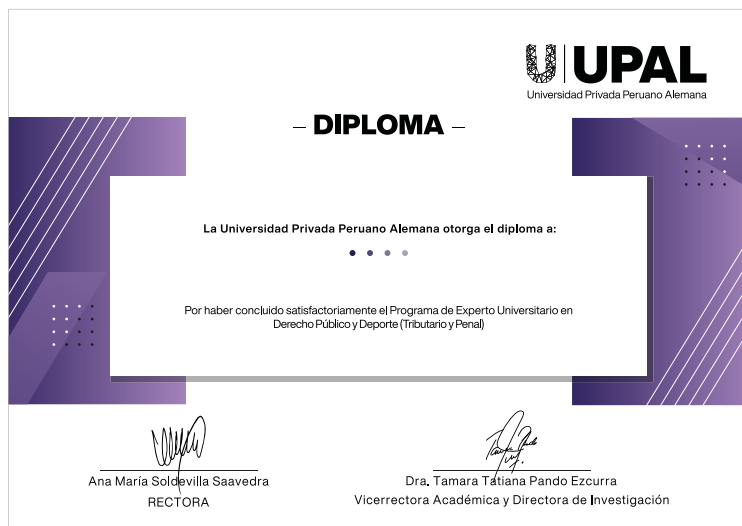 UPAL
Universidad Privada Peruano Alemana
– DIPLOMA –
La Universidad Privada Peruano Alemana otorga el diploma a:
Por haber concluido satisfactoriamente el Programa de Experto Universitario en
Derecho Público y Deporte (Tributario y Penal)
Ana María Soldevilla Saavedra
RECTORA
Dra. Tamara Tatiana Pando Ezcurra
Vicerrectora Académica y Directora de Investigación